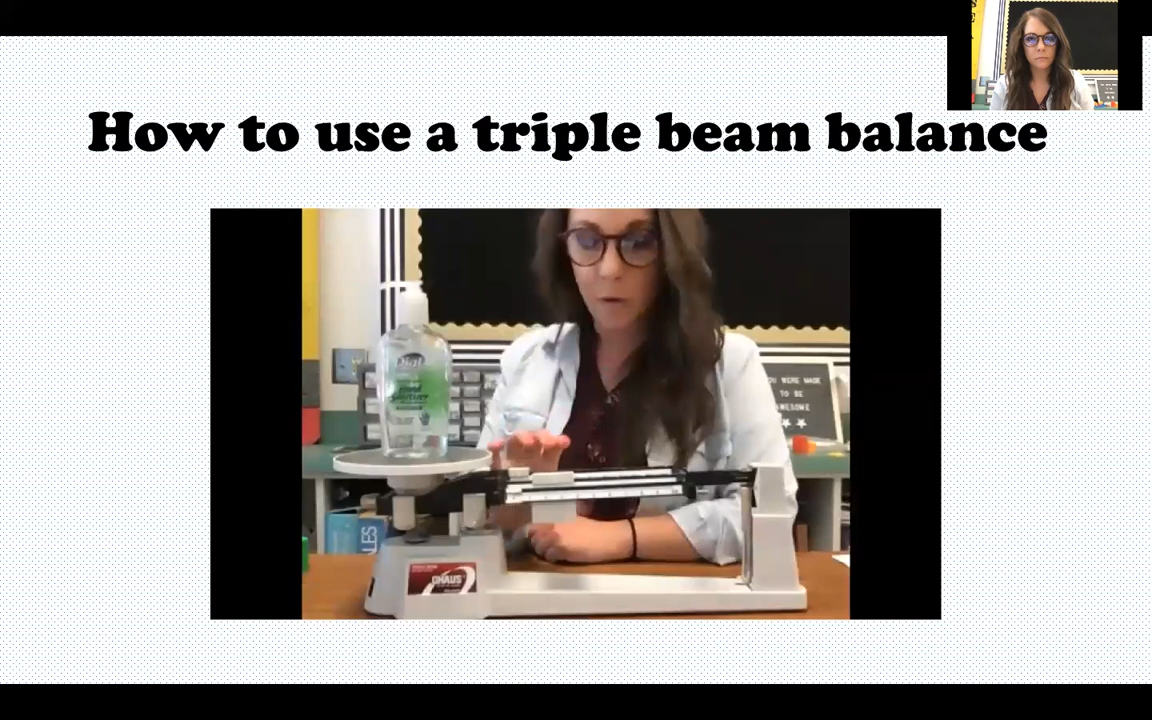 How to use a triple beam balance
Dial
YOU WERE MADE
TO BE
AWESOME
OHAUS